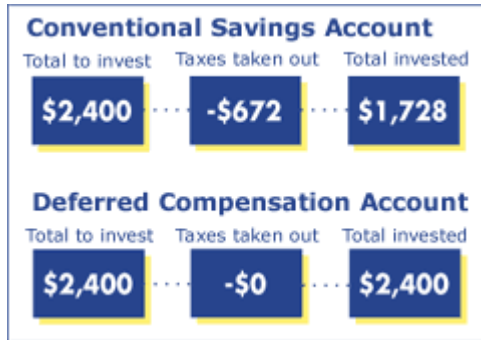 Conventional Savings Account
Total to invest Taxes taken out Total invested
$2,400 -$672 $1,728
Deferred Compensation Account
Total to invest Taxes taken out Total invested
$2,400 -$0 $2,400